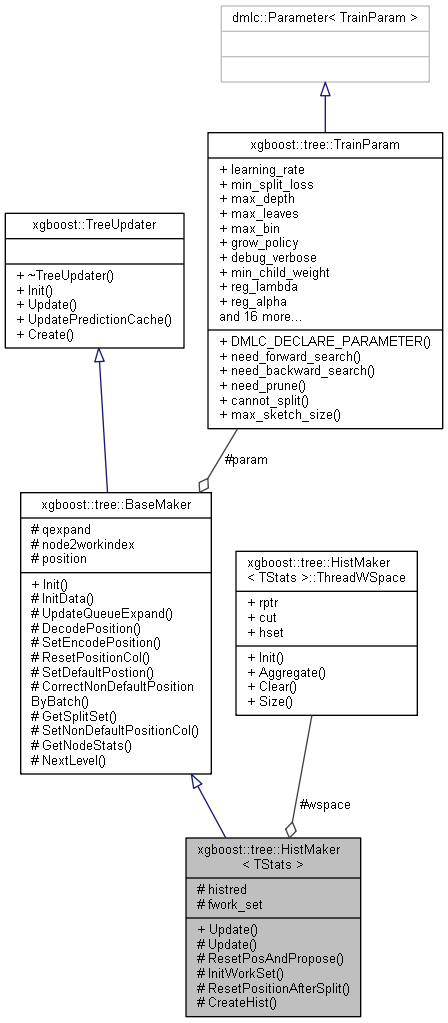 dmlc::Parameter< TrainParam >
xgboost::tree::TrainParam
+ learning_rate
+ min_split_loss
+ max_depth
+ max_leaves
+ max_bin
+ grow_policy
+ debug_verbose
+ min_child_weight
+ reg_lambda
+ reg_alpha
and 16 more...
+ DMLC_DECLARE_PARAMETER()
+ need_forward_search()
+ need_backward_search()
+ need_prune()
+ cannot_split()
+ max_sketch_size()
xgboost::TreeUpdater
+ ~TreeUpdater()
+ Init()
+ Update()
+ UpdatePredictionCache()
+ Create()
#param
xgboost::tree::BaseMaker
# qexpand
# node2workindex
# position
+ Init()
# InitData()
# UpdateQueueExpand()
# DecodePosition()
# SetEncodePosition()
# ResetPositionCol()
# SetDefaultPostion()
# CorrectNonDefaultPosition
ByBatch()
# GetSplitSet()
# SetNonDefaultPositionCol()
# GetNodeStats()
# NextLevel()
xgboost::tree::HistMaker
< TStats >::ThreadWSpace
+ rptr
+ cut
+ hset
+ Init()
+ Aggregate()
+ Clear()
+ Size()
#wspace
xgboost::tree::HistMaker
< TStats >
# histred
# fwork_set
+ Update()
# Update()
# ResetPosAndPropose()
# InitWorkSet()
# ResetPositionAfterSplit()
# CreateHist()